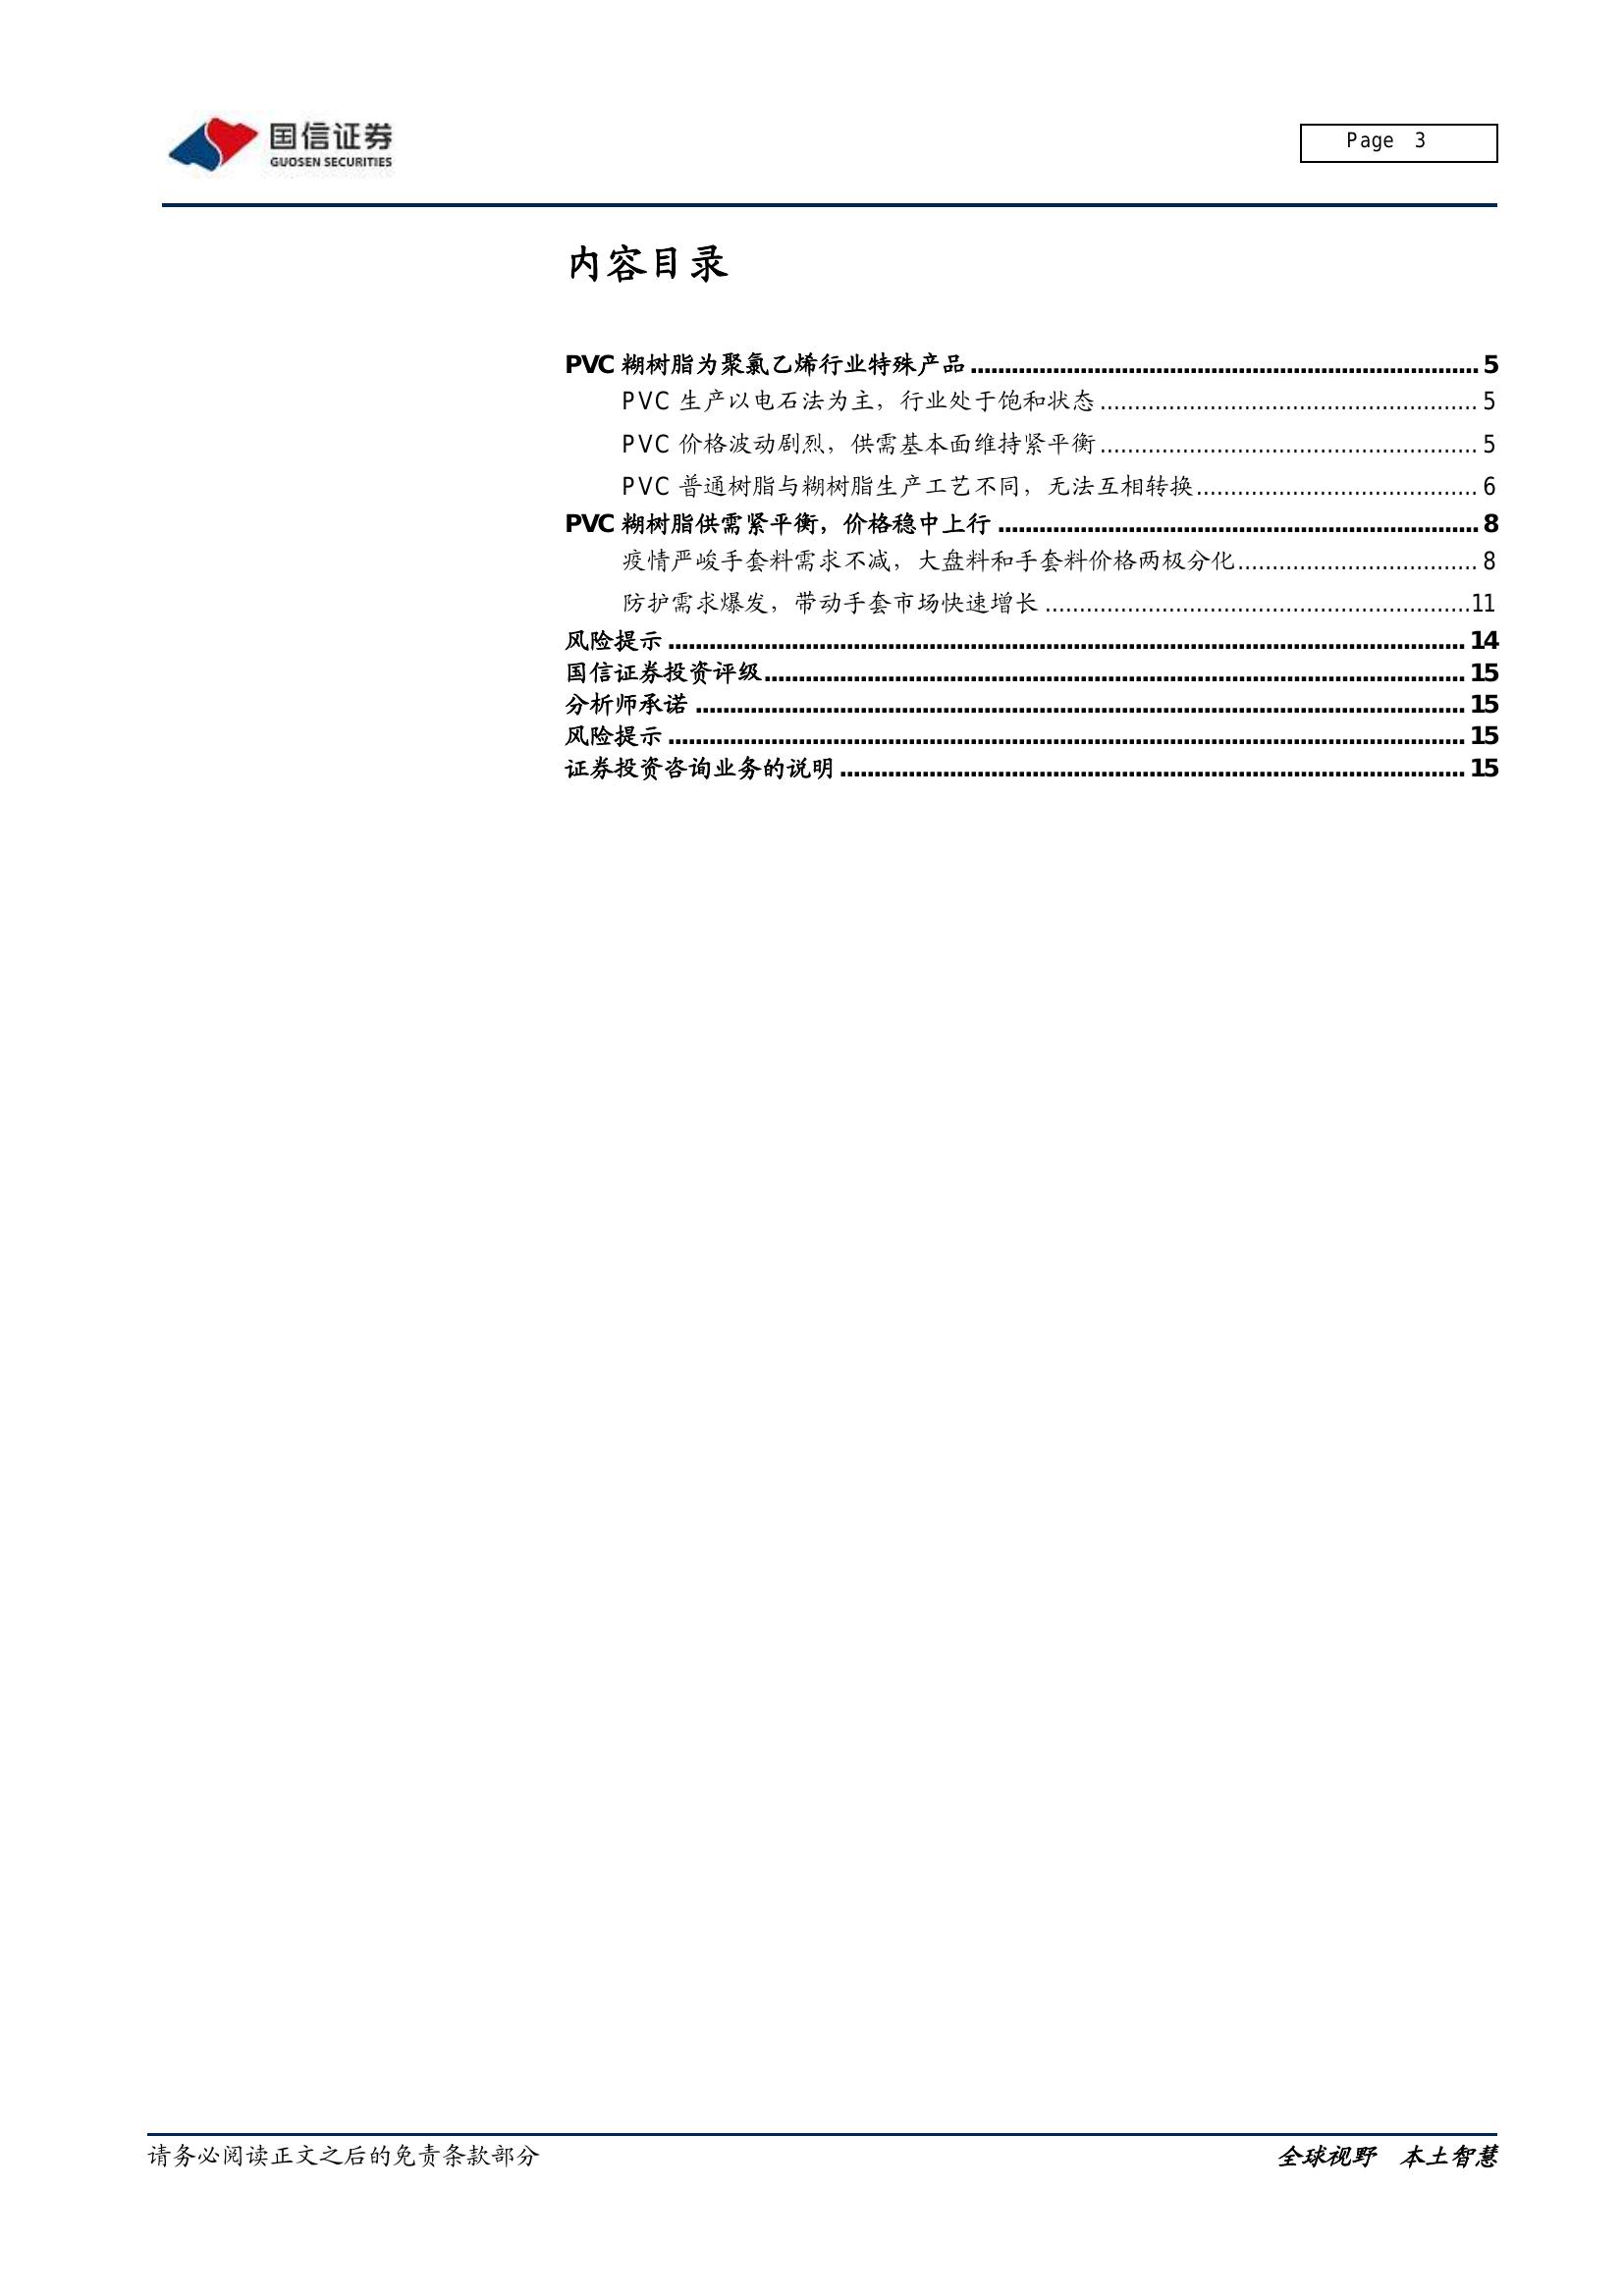 国信证券
GUOSEN SECURITIES
Page 3
内容目录
PVC 糊树脂为聚氯乙烯行业特殊产品 ........................................................................... 5
PVC 生产以电石法为主，行业处于饱和状态 ....................................................... 5
PVC 价格波动剧烈，供需基本面维持紧平衡 ....................................................... 5
PVC 普通树脂与糊树脂生产工艺不同，无法互相转换......................................... 6
PVC 糊树脂供需紧平衡，价格稳中上行 ....................................................................... 8
疫情严峻手套料需求不减，大盘料和手套料价格两极分化................................... 8
防护需求爆发，带动手套市场快速增长 ..............................................................11
风险提示 ..................................................................................................................... 14
国信证券投资评级...................................................................................................... 15
分析师承诺 ................................................................................................................. 15
风险提示 ..................................................................................................................... 15
证券投资咨询业务的说明 ........................................................................................... 15
请务必阅读正文之后的免责条款部分
全球视野 本土智慧